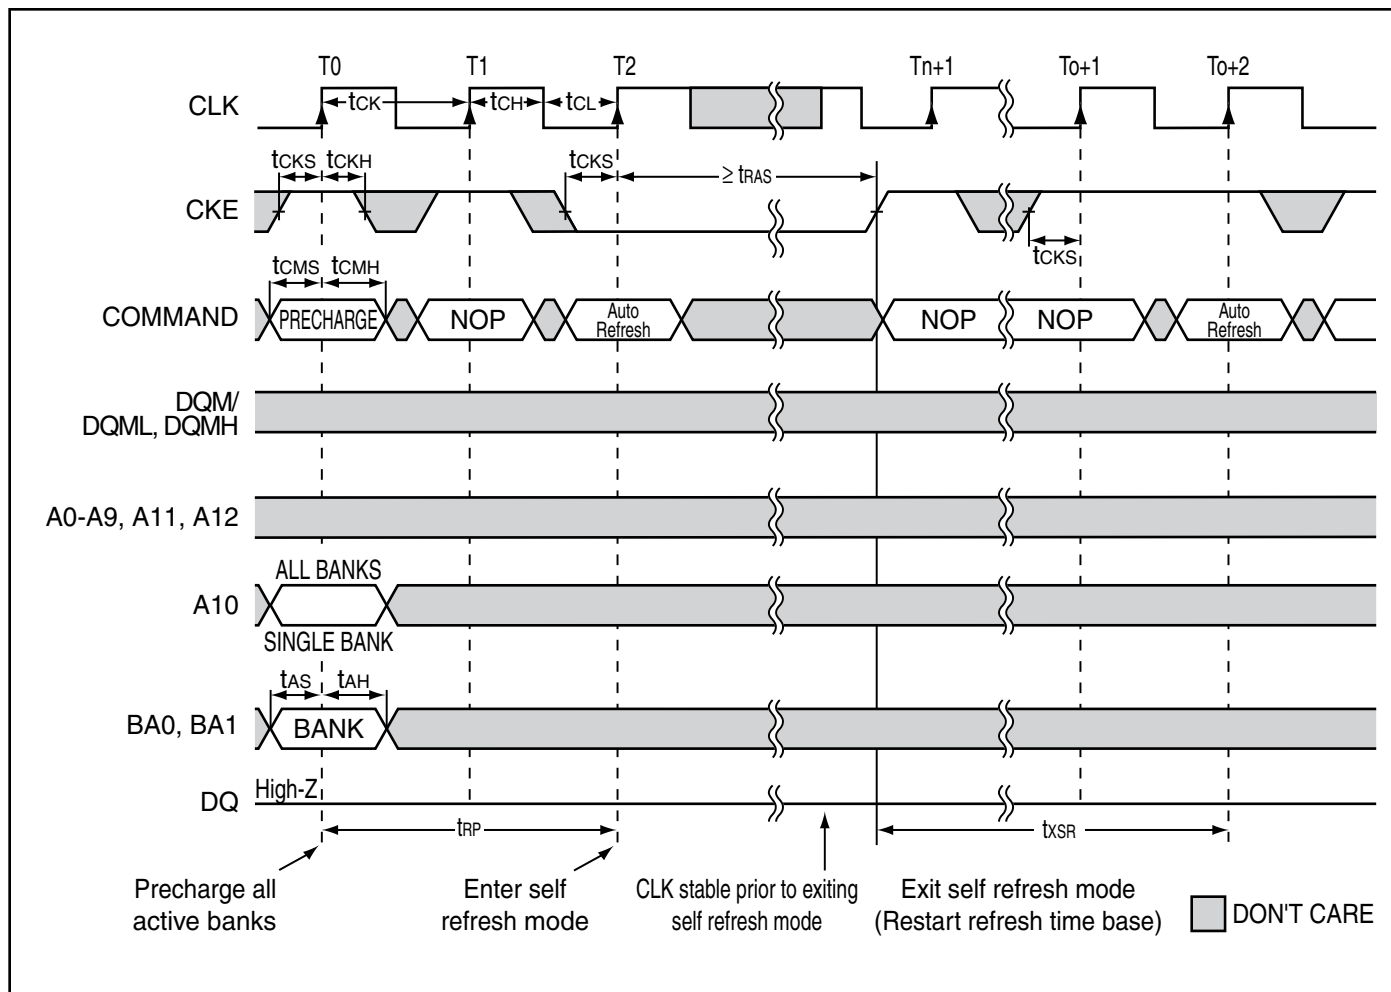 T0 T1 T2 Tn+1 To+1 To+2
CLK tCK tCH tCL
tCKS tCKH tCKS ≥ tRAS
CKE
tCKS
tCMS tCMH
COMMAND PRECHARGE NOP Auto Refresh NOP NOP Auto Refresh
DQM/
DQML, DQMH
A0-A9, A11, A12
ALL BANKS
A10
SINGLE BANK
tAS tAH
BA0, BA1 BANK
High-Z
DQ
tRP tXSR
Precharge all
active banks
Enter self
refresh mode
CLK stable prior to exiting
self refresh mode
Exit self refresh mode
(Restart refresh time base)
DON'T CARE